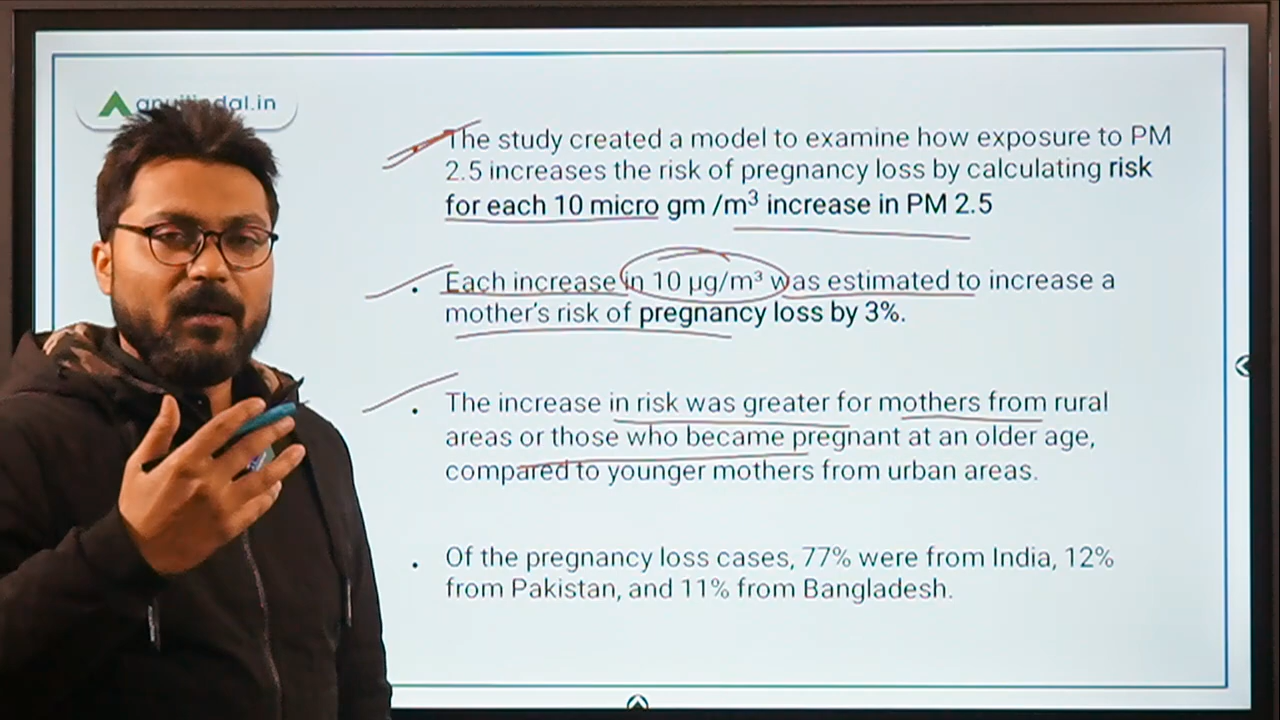 The study created a model to examine how exposure to PM
2.5 increases the risk of pregnancy loss by calculating risk
for each 10 micro gm /m³ increase in PM 2.5
. Each increase in 10 µg/m³ was estimated to increase a
mother's risk of pregnancy loss by 3%.
. The increase in risk was greater for mothers from rural
areas or those who became pregnant at an older age,
compared to younger mothers from urban areas.
. Of the pregnancy loss cases, 77% were from India, 12%
from Pakistan, and 11% from Bangladesh.